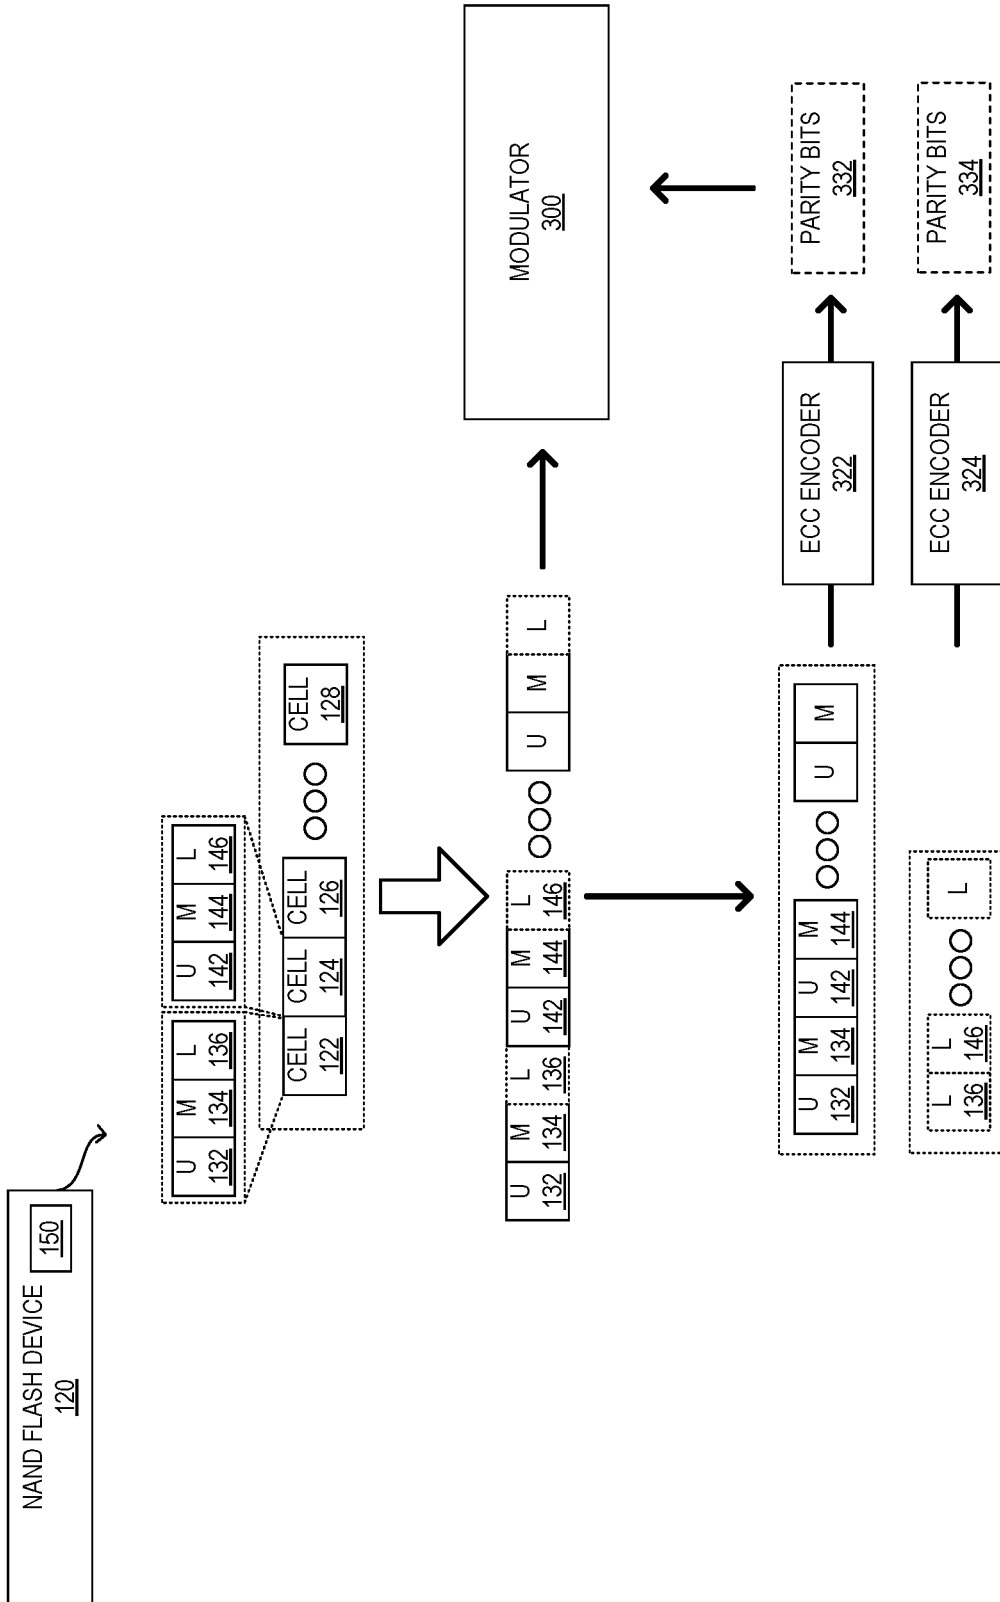 NAND FLASH DEVICE
120
150
U
132
M
134
L
136
U
142
M
144
L
146
CELL
122
CELL
124
CELL
126
CELL
128
U
132
M
134
L
136
U
142
M
144
L
146
U
M
L
MODULATOR
300
U
132
M
134
U
142
M
144
U
M
ECC ENCODER
322
PARITY BITS
332
L
136
L
146
L
ECC ENCODER
324
PARITY BITS
334